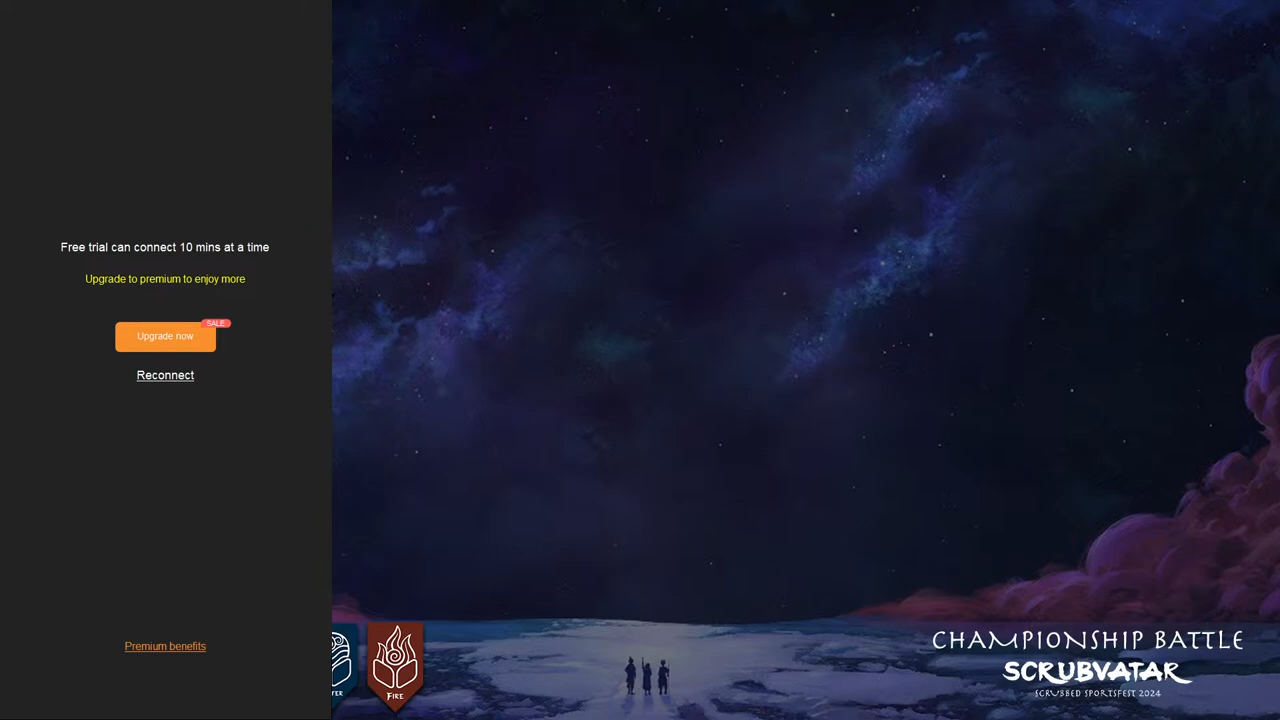 Free trial can connect 10 mins at a time
Upgrade to premium to enjoy more
SALE
Upgrade now
Reconnect
Premium benefits
FIRE
CHAMPIONSHIP BATTLE
SCRUBVATAR
SCRUBBED SPORTSFEST 2024